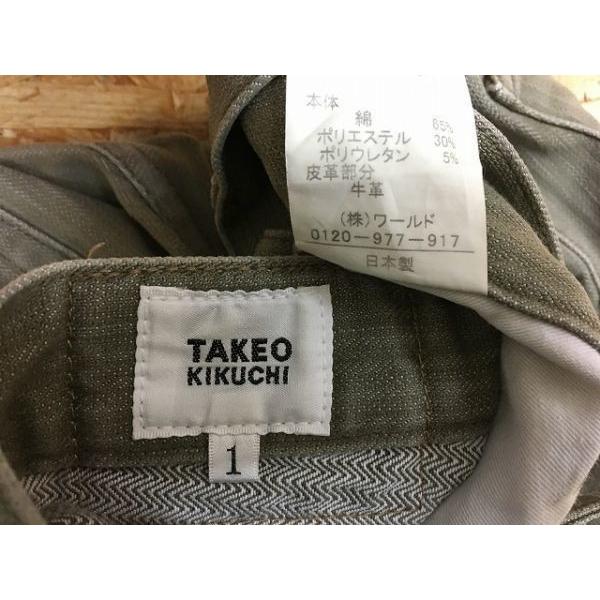 本体
綿 65%
ポリエステル 30%
ポリウレタン 5%
皮革部分
牛革
(株)ワールド
0120-977-917
日本製
TAKEO
KIKUCHI
1